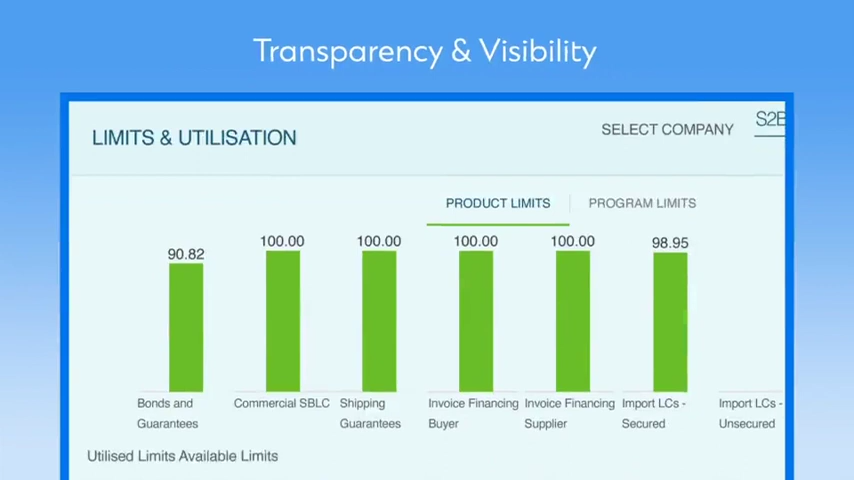 Transparency & Visibility
LIMITS & UTILISATION
SELECT COMPANY
S2B
PRODUCT LIMITS
PROGRAM LIMITS
90.82
100.00
100.00
100.00
100.00
98.95
Bonds and
Guarantees
Commercial SBLC
Shipping
Guarantees
Invoice Financing
Buyer
Invoice Financing
Supplier
Import LCs -
Secured
Import LCs -
Unsecured
Utilised Limits Available Limits